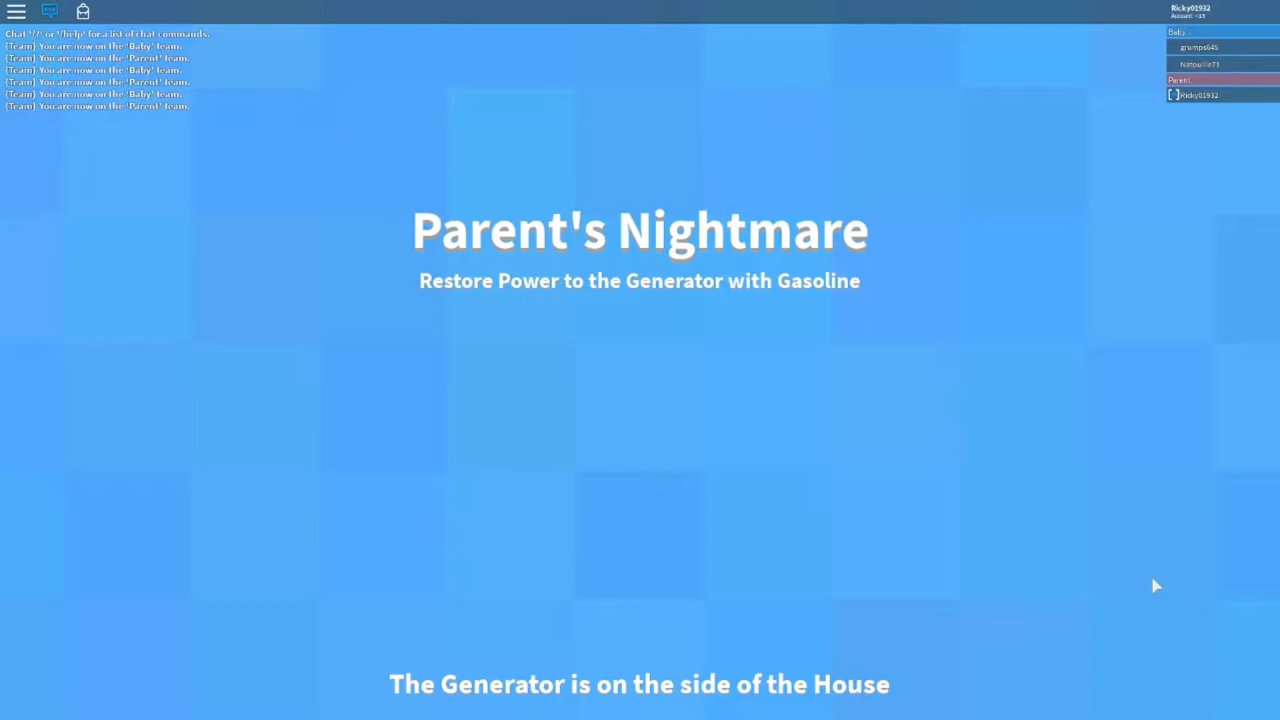 Ricky01932
Account: <13
Chat '/?' or '/help' for a list of chat commands.
{Team} You are now on the 'Baby' team.
{Team} You are now on the 'Parent' team.
{Team} You are now on the 'Baby' team.
{Team} You are now on the 'Parent' team.
{Team} You are now on the 'Baby' team.
{Team} You are now on the 'Parent' team.
Baby
grumps645
Natouille71
Parent
Ricky01932
Parent's Nightmare
Restore Power to the Generator with Gasoline
The Generator is on the side of the House